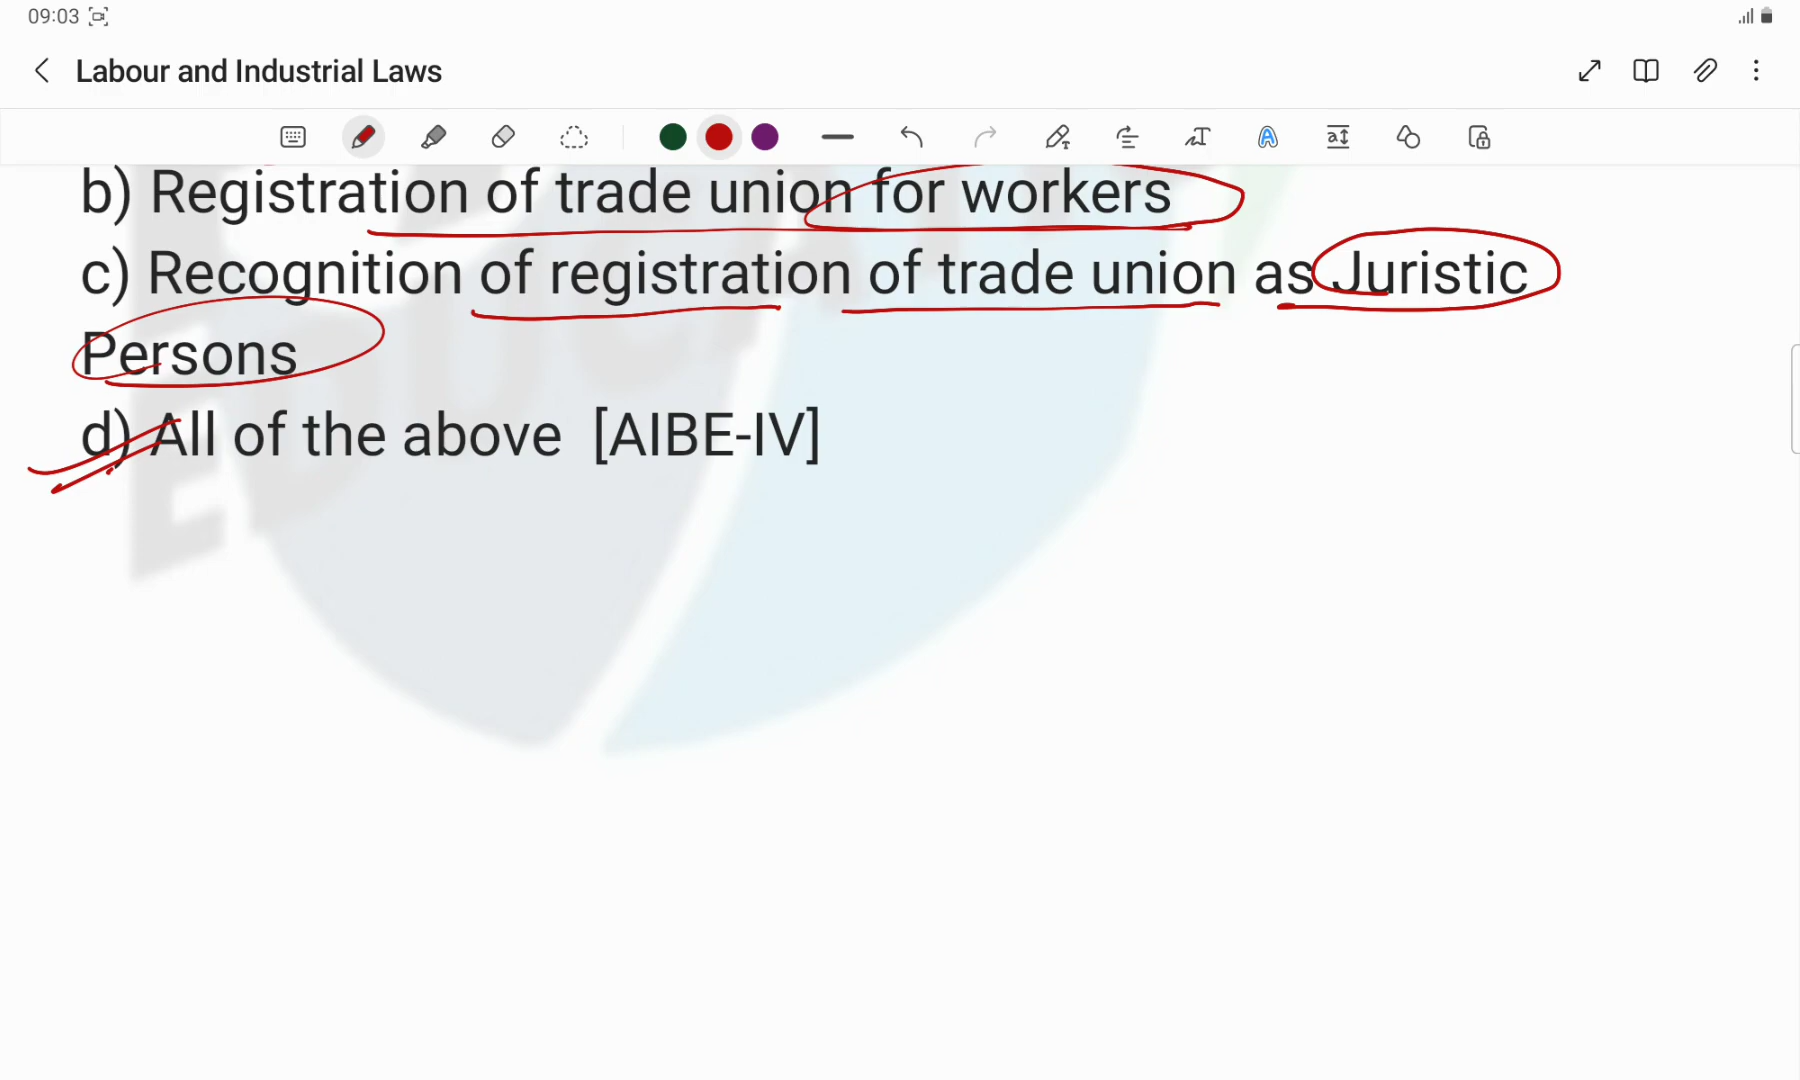 09:03
Labour and Industrial Laws
b) Registration of trade union for workers
c) Recognition of registration of trade union as Juristic
Persons
d) All of the above [AIBE-IV]